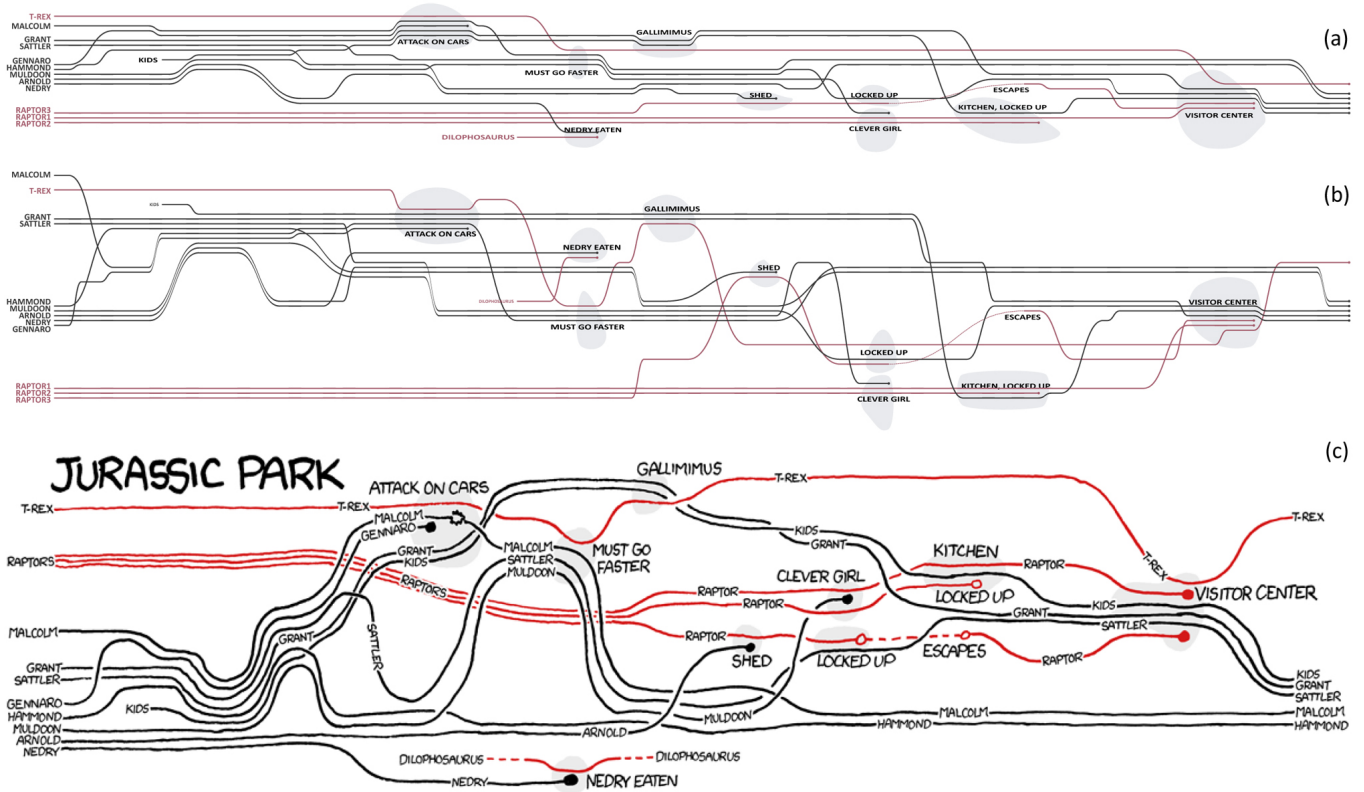 (a)
T-REX
MALCOLM
GRANT
SATTLER
GENNARO
HAMMOND
MULDOON
ARNOLD
NEDRY
KIDS
RAPTOR3
RAPTOR1
RAPTOR2
ATTACK ON CARS
GALLIMIMUS
MUST GO FASTER
DILOPHOSAURUS
NEDRY EATEN
SHED
LOCKED UP
CLEVER GIRL
ESCAPES
KITCHEN, LOCKED UP
VISITOR CENTER
(b)
MALCOLM
T-REX
KIDS
GRANT
SATTLER
HAMMOND
MULDOON
ARNOLD
NEDRY
GENNARO
RAPTOR1
RAPTOR2
RAPTOR3
ATTACK ON CARS
GALLIMIMUS
NEDRY EATEN
DILOPHOSAURUS
MUST GO FASTER
SHED
LOCKED UP
CLEVER GIRL
ESCAPES
KITCHEN, LOCKED UP
VISITOR CENTER
(c)
JURASSIC PARK
T-REX
T-REX
ATTACK ON CARS
MALCOLM
GENNARO
GRANT
KIDS
GALLIMIMUS
T-REX
T-REX
T-REX
RAPTORS
RAPTORS
MALCOLM
SATTLER
MULDOON
MUST GO
FASTER
KIDS
GRANT
KITCHEN
RAPTOR
CLEVER GIRL
RAPTOR
RAPTOR
LOCKED UP
VISITOR CENTER
MALCOLM
GRANT
SATTLER
GENNARO
HAMMOND
MULDOON
ARNOLD
NEDRY
KIDS
GRANT
SATTLER
RAPTOR
SHED
LOCKED UP
ESCAPES
RAPTOR
GRANT
KIDS
SATTLER
MULDOON
ARNOLD
MALCOLM
HAMMOND
KIDS
GRANT
SATTLER
MALCOLM
HAMMOND
DILOPHOSAURUS
DILOPHOSAURUS
NEDRY
NEDRY EATEN